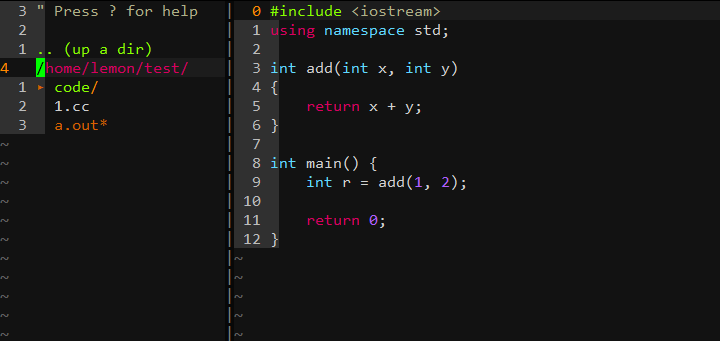 3 " Press ? for help
2
1 .. (up a dir)
4 /home/lemon/test/
1 ▸ code/
2 1.cc
3 a.out*
~
~
~
~
~
~
~
~
~
~
~
0 #include <iostream>
1 using namespace std;
2
3 int add(int x, int y)
4 {
5 return x + y;
6 }
7
8 int main() {
9 int r = add(1, 2);
10
11 return 0;
12 }
~
~
~
~
~